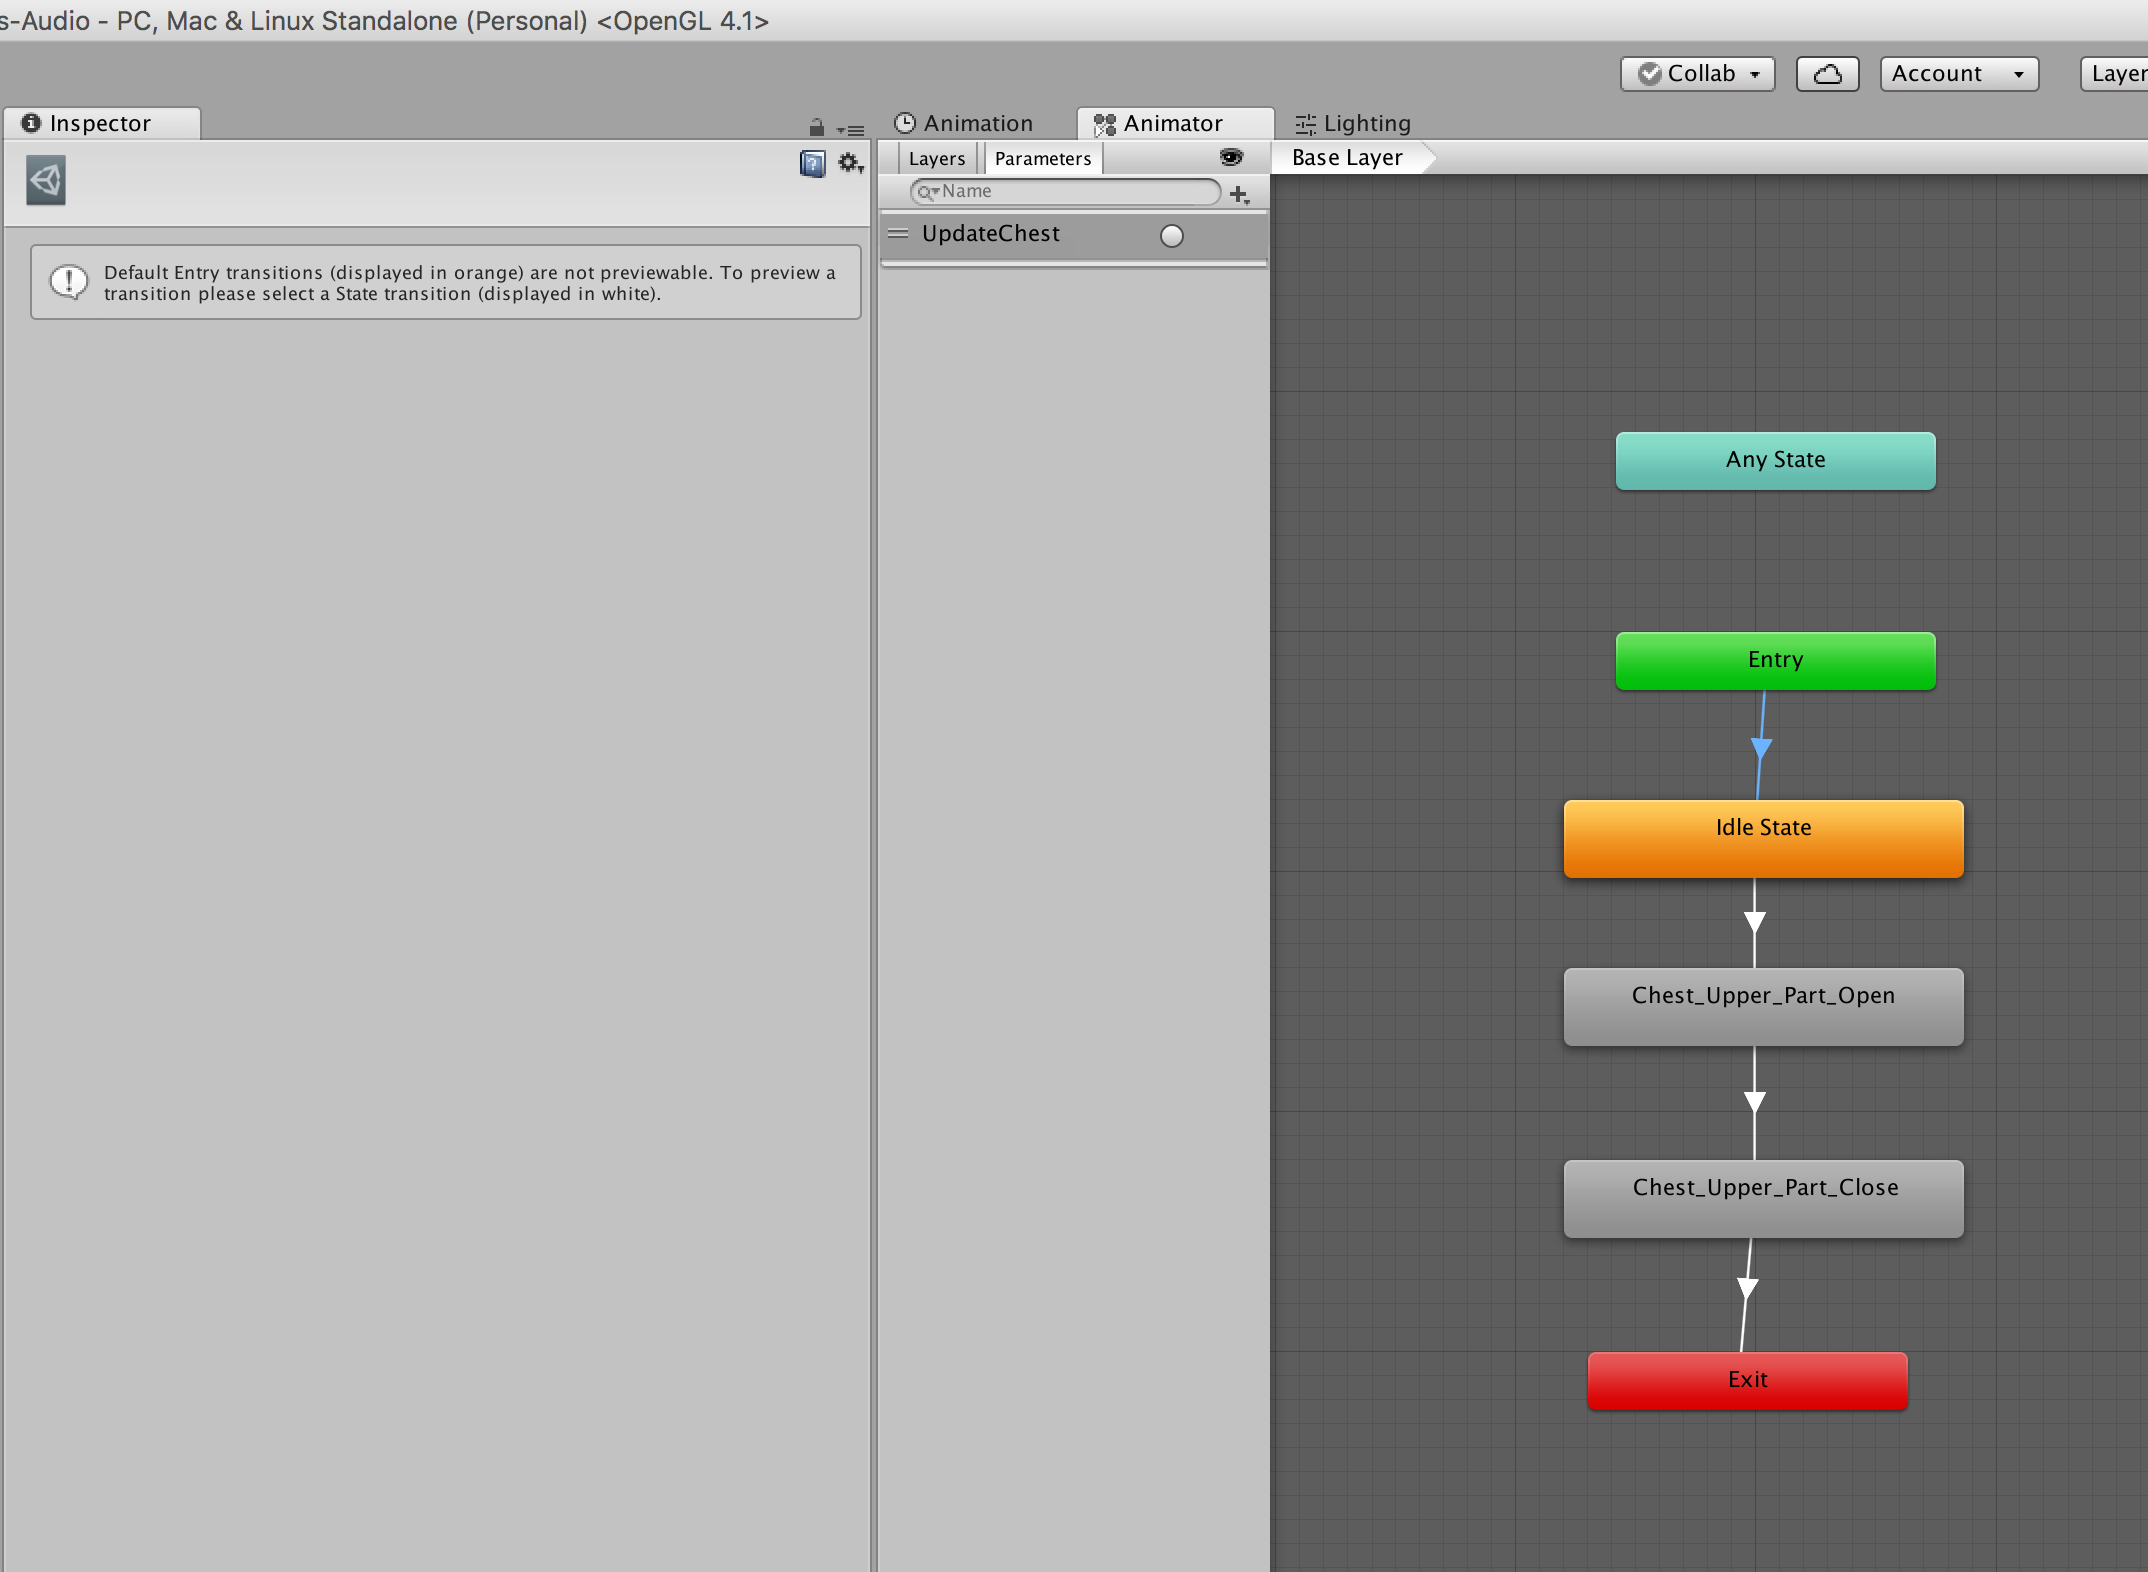 s-Audio - PC, Mac & Linux Standalone (Personal) <OpenGL 4.1>
Collab
Account
Layer
Inspector
Animation
Animator
Lighting
Layers
Parameters
Base Layer
Name
UpdateChest
Default Entry transitions (displayed in orange) are not previewable. To preview a
transition please select a State transition (displayed in white).
Any State
Entry
Idle State
Chest_Upper_Part_Open
Chest_Upper_Part_Close
Exit